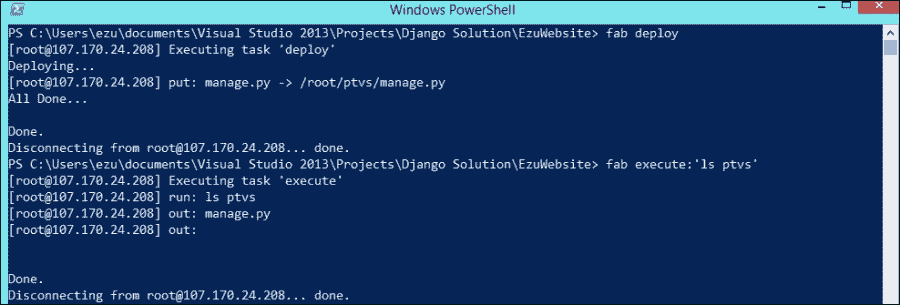 Windows PowerShell
PS C:\Users\ezu\documents\Visual Studio 2013\Projects\Django Solution\EzuWebsite> fab deploy
[root@107.170.24.208] Executing task 'deploy'
Deploying...
[root@107.170.24.208] put: manage.py -> /root/ptvs/manage.py
All Done...
Done.
Disconnecting from root@107.170.24.208... done.
PS C:\Users\ezu\documents\Visual Studio 2013\Projects\Django Solution\EzuWebsite> fab execute:'ls ptvs'
[root@107.170.24.208] Executing task 'execute'
[root@107.170.24.208] run: ls ptvs
[root@107.170.24.208] out: manage.py
[root@107.170.24.208] out:
Done.
Disconnecting from root@107.170.24.208... done.